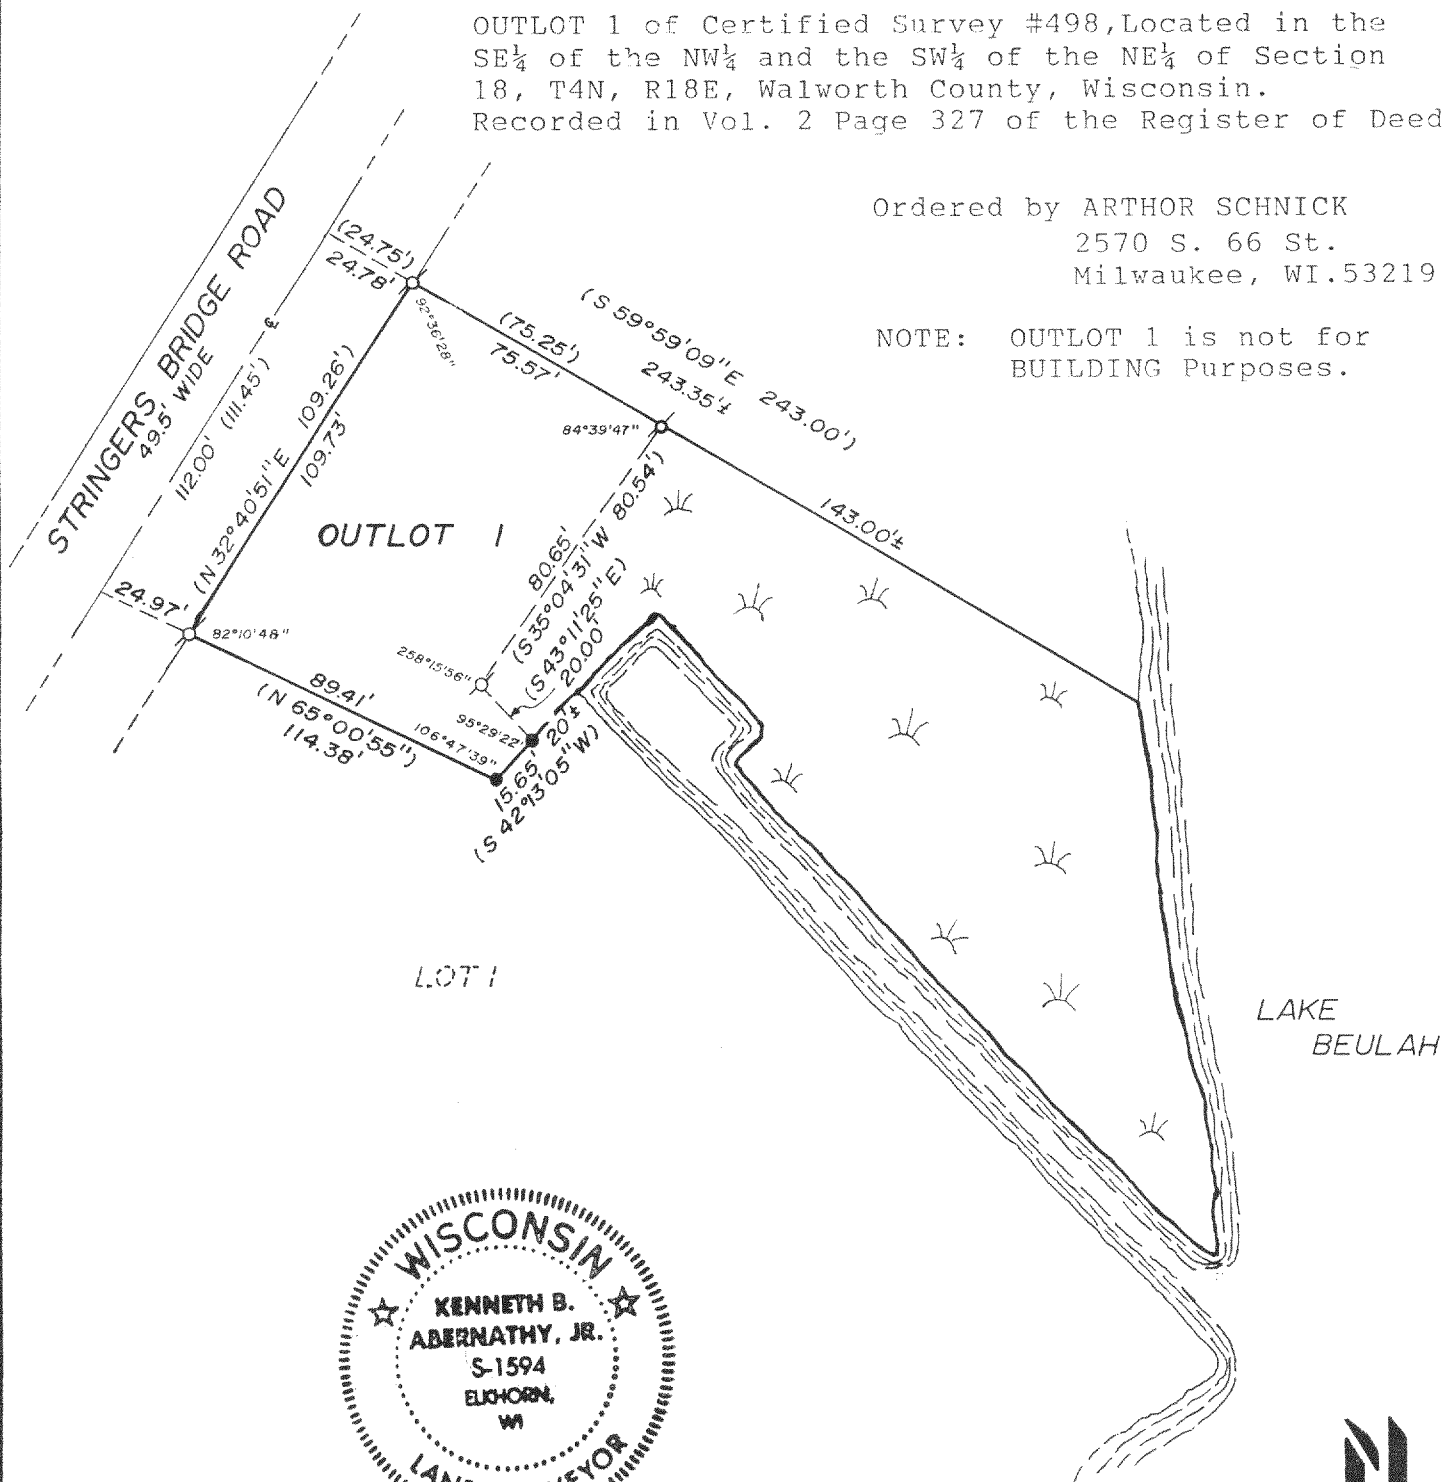 OUTLOT 1 of Certified Survey #498,Located in the
SE¼ of the NW¼ and the SW¼ of the NE¼ of Section
18, T4N, R18E, Walworth County, Wisconsin.
Recorded in Vol. 2 Page 327 of the Register of Deed
Ordered by ARTHOR SCHNICK
2570 S. 66 St.
Milwaukee, WI.53219
NOTE: OUTLOT 1 is not for
BUILDING Purposes.
STRINGERS BRIDGE ROAD
49.5' WIDE
112.00' (111.45') ℄
(24.75')
24.78'
92°36'28"
(75.25')
75.57'
(S 59°59'09"E 243.00')
243.35'±
84°39'47"
143.00'±
(N 32°40'51"E 109.26')
109.73'
OUTLOT 1
80.65'
(S 35°04'31"W 80.54')
(S 43°11'25"E)
20.00'
24.97'
82°10'48"
258°15'56"
95°29'22"
106°47'39"
89.41'
(N 65°00'55")
114.38'
15.65' 20'±
(S 42°13'05"W)
LOT 1
LAKE
BEULAH
WISCONSIN
KENNETH B.
ABERNATHY, JR.
S-1594
ELKHORN,
WI
N